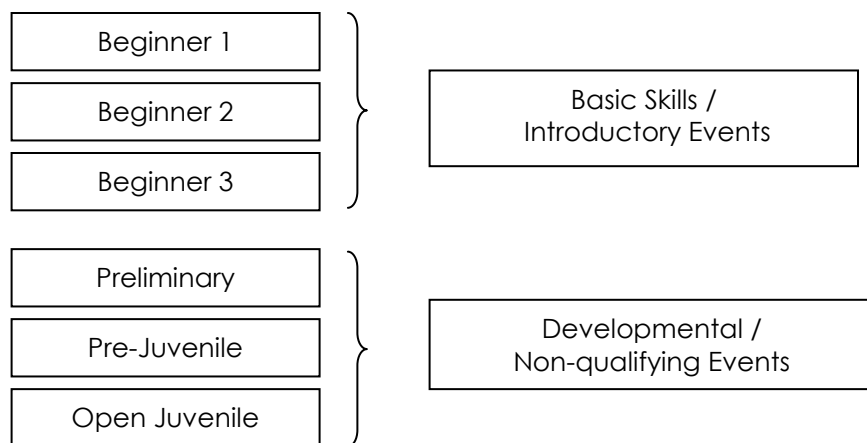 Beginner 1
Beginner 2
Beginner 3
Basic Skills /
Introductory Events
Preliminary
Pre-Juvenile
Open Juvenile
Developmental /
Non-qualifying Events